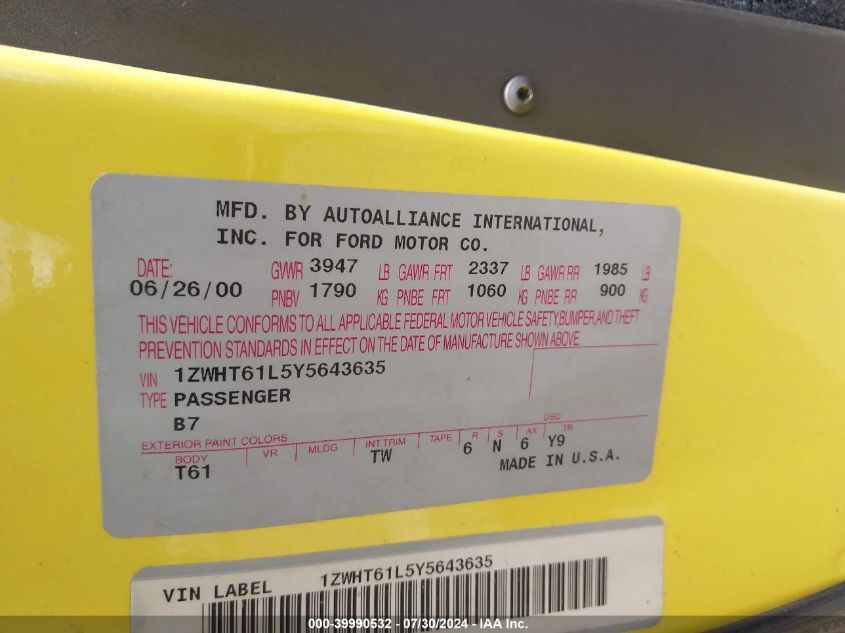 MFD. BY AUTOALLIANCE INTERNATIONAL,
INC. FOR FORD MOTOR CO.
DATE: GVWR 3947 LB GAWR FRT 2337 LB GAWR RR 1985 LB
06/26/00 PNBV 1790 KG PNBE FRT 1060 KG PNBE RR 900 KG
THIS VEHICLE CONFORMS TO ALL APPLICABLE FEDERAL MOTOR VEHICLE SAFETY,BUMPER,AND THEFT
PREVENTION STANDARDS IN EFFECT ON THE DATE OF MANUFACTURE SHOWN ABOVE.
VIN 1ZWHT61L5Y5643635
TYPE PASSENGER
B7
EXTERIOR PAINT COLORS DSO
BODY VR MLDG INT TRIM TAPE R S AX TR
T61 TW 6 N 6 Y9
MADE IN U.S.A.
VIN LABEL 1ZWHT61L5Y5643635
000-39990532 - 07/30/2024 - IAA Inc.